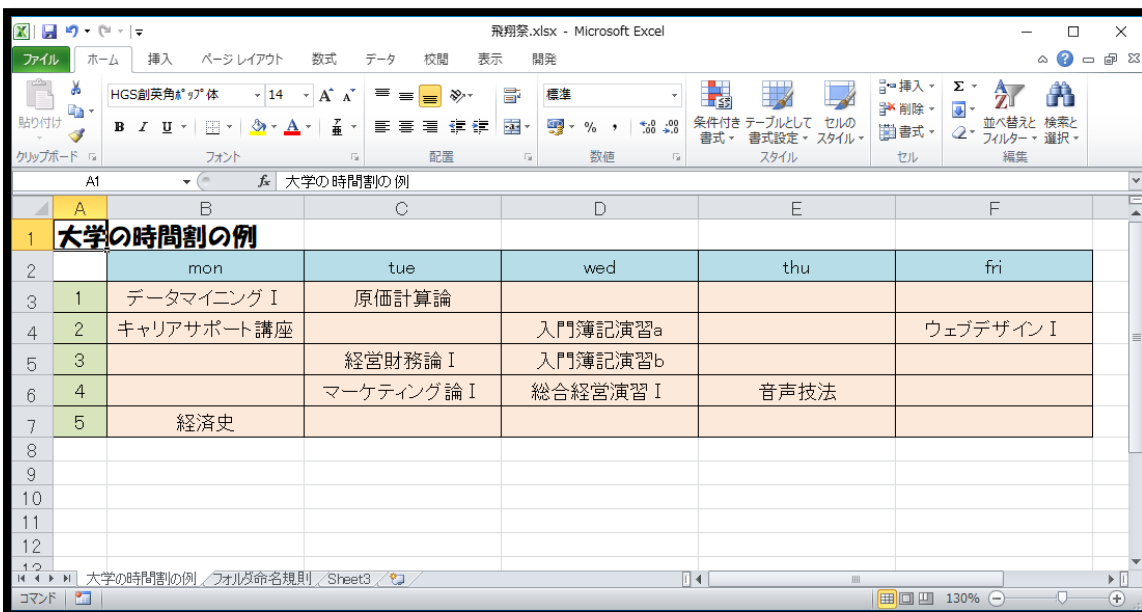 飛翔祭.xlsx - Microsoft Excel
ファイル ホーム 挿入 ページ レイアウト 数式 データ 校閲 表示 開発
HGS創英角ﾎﾟｯﾌﾟ体 14 A A 標準 挿入 Σ
貼り付け 削除
B I U A % , 条件付き テーブルとして セルの 書式 並べ替えと 検索と
書式 書式設定 スタイル フィルター 選択
クリップボード フォント 配置 数値 スタイル セル 編集
A1 fx 大学の時間割の例
A B C D E F
1 大学の時間割の例
2 mon tue wed thu fri
3 1 データマイニングⅠ 原価計算論
4 2 キャリアサポート講座 入門簿記演習a ウェブデザインⅠ
5 3 経営財務論Ⅰ 入門簿記演習b
6 4 マーケティング論Ⅰ 総合経営演習Ⅰ 音声技法
7 5 経済史
8
9
10
11
12
大学の時間割の例 フォルダ命名規則 Sheet3
コマンド 130%